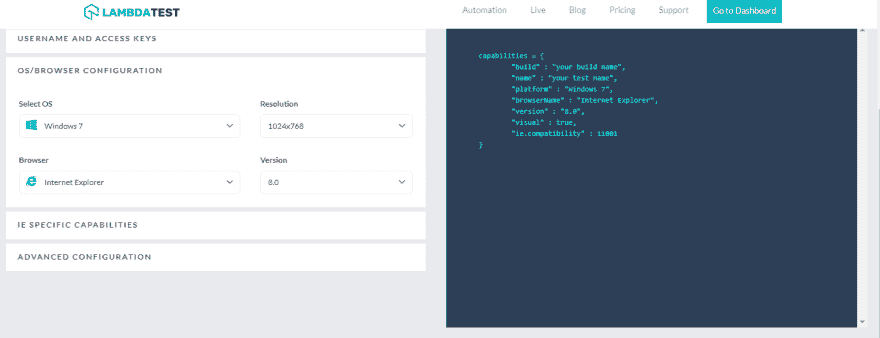 LAMBDATEST
Automation Live Blog Pricing Support Go to Dashboard
USERNAME AND ACCESS KEYS
OS/BROWSER CONFIGURATION
Select OS Resolution
Windows 7 1024x768
Browser Version
Internet Explorer 8.0
IE SPECIFIC CAPABILITIES
ADVANCED CONFIGURATION
capabilities = {
"build" : "your build name",
"name" : "your test name",
"platform" : "Windows 7",
"browserName" : "Internet Explorer",
"version" : "8.0",
"visual" : true,
"ie.compatibility" : 11001
}